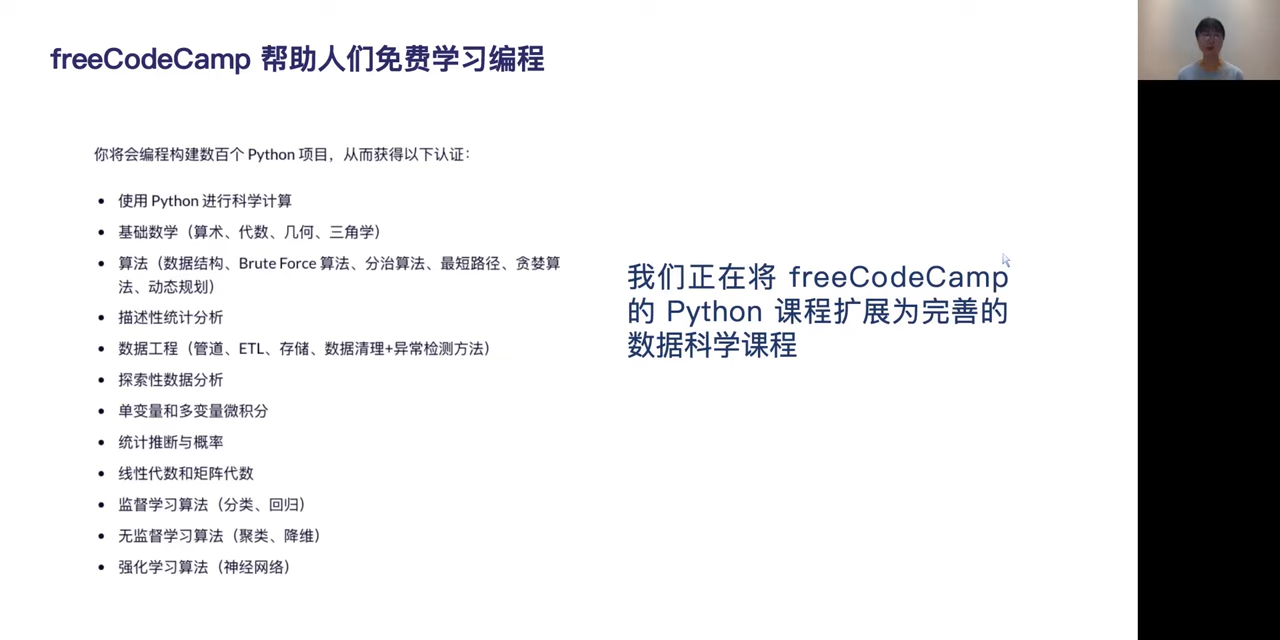 freeCodeCamp 帮助人们免费学习编程
你将会编程构建数百个 Python 项目，从而获得以下认证：
• 使用 Python 进行科学计算
• 基础数学（算术、代数、几何、三角学）
• 算法（数据结构、Brute Force 算法、分治算法、最短路径、贪婪算
法、动态规划）
• 描述性统计分析
• 数据工程（管道、ETL、存储、数据清理+异常检测方法）
• 探索性数据分析
• 单变量和多变量微积分
• 统计推断与概率
• 线性代数和矩阵代数
• 监督学习算法（分类、回归）
• 无监督学习算法（聚类、降维）
• 强化学习算法（神经网络）
我们正在将 freeCodeCamp
的 Python 课程扩展为完善的
数据科学课程